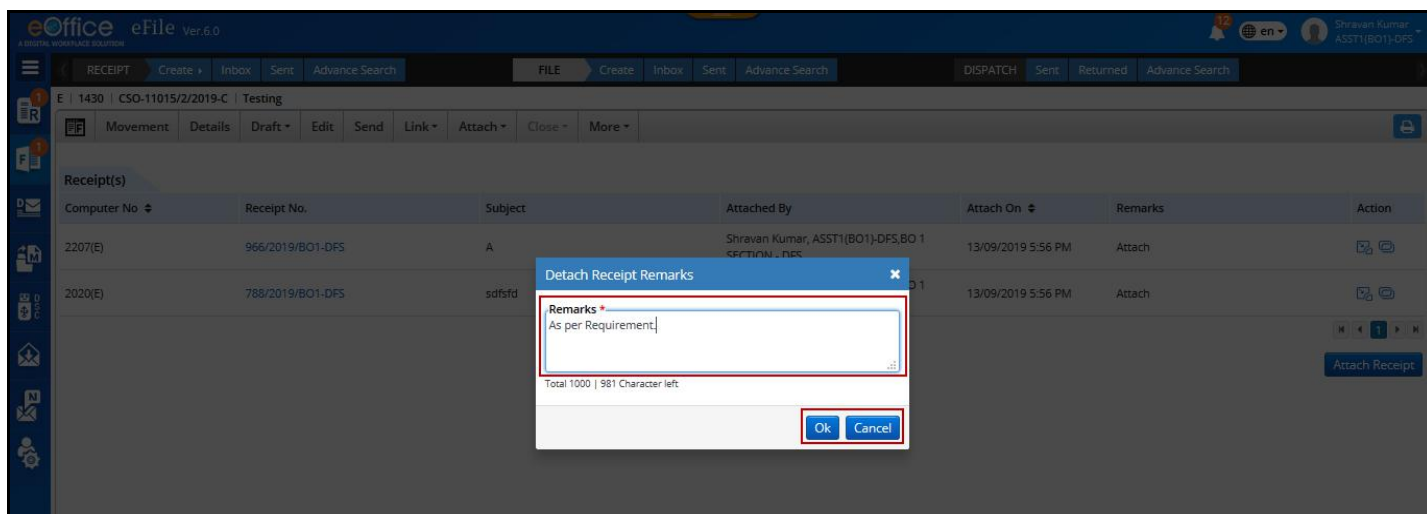 eOffice eFile Ver.6.0
A DIGITAL WORKPLACE SOLUTION
12
en
Shravan Kumar
ASST1(BO1)-DFS
RECEIPT Create Inbox Sent Advance Search FILE Create Inbox Sent Advance Search DISPATCH Sent Returned Advance Search
E | 1430 | CSO-11015/2/2019-C | Testing
Movement Details Draft Edit Send Link Attach Close More
Receipt(s)
Computer No Receipt No. Subject Attached By Attach On Remarks Action
2207(E) 966/2019/BO1-DFS A Shravan Kumar, ASST1(BO1)-DFS,BO 1 SECTION - DFS 13/09/2019 5:56 PM Attach
2020(E) 788/2019/BO1-DFS sdfsfd O 1 13/09/2019 5:56 PM Attach
1
Attach Receipt
Detach Receipt Remarks
Remarks *
As per Requirement.
Total 1000 | 981 Character left
Ok Cancel
1
R
1
F
D
M
D
S
C
N